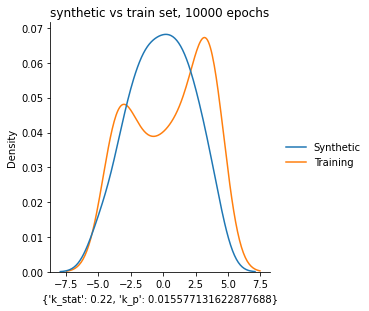 synthetic vs train set, 10000 epochs
0.07
0.06
0.05
0.04
0.03
0.02
0.01
0.00
Density
Synthetic
Training
−7.5 −5.0 −2.5 0.0 2.5 5.0 7.5
{'k_stat': 0.22, 'k_p': 0.015577131622877688}